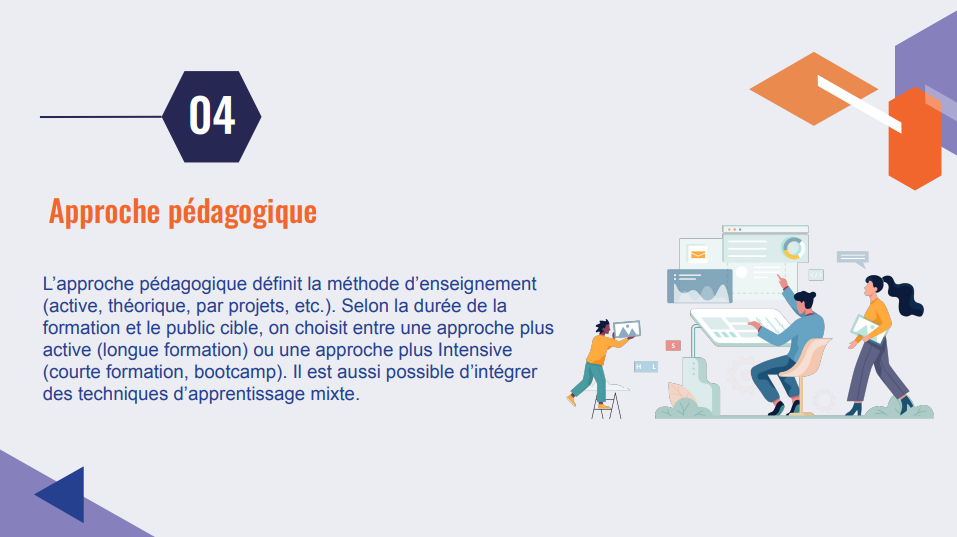 04
Approche pédagogique
L’approche pédagogique définit la méthode d’enseignement
(active, théorique, par projets, etc.). Selon la durée de la
formation et le public cible, on choisit entre une approche plus
active (longue formation) ou une approche plus Intensive
(courte formation, bootcamp). Il est aussi possible d’intégrer
des techniques d’apprentissage mixte.
S
H L